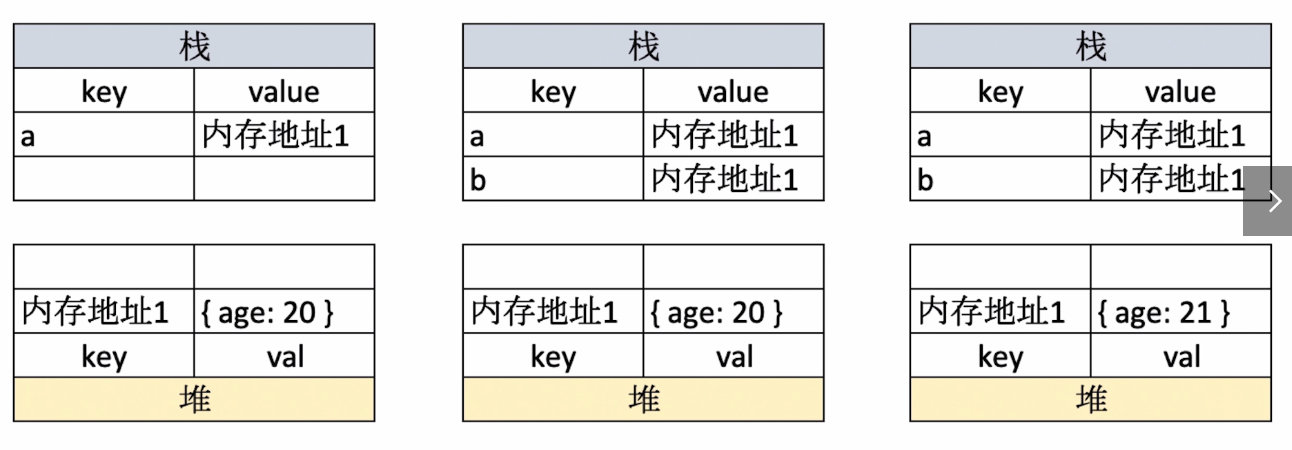 栈 栈 栈
key value key value key value
a 内存地址1 a 内存地址1 a 内存地址1
b 内存地址1 b 内存地址1
内存地址1 { age: 20 } 内存地址1 { age: 20 } 内存地址1 { age: 21 }
key val key val key val
堆 堆 堆